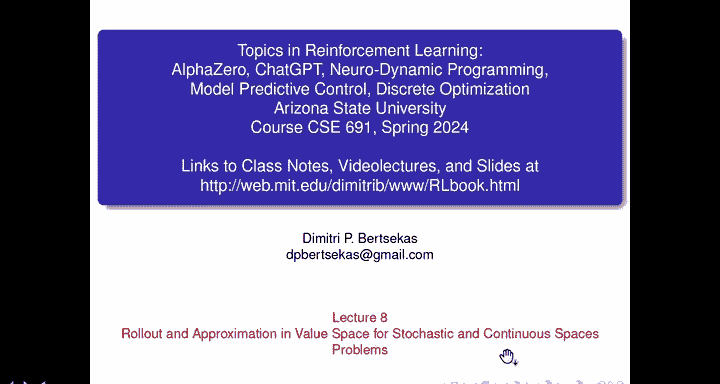 Topics in Reinforcement Learning:
AlphaZero, ChatGPT, Neuro-Dynamic Programming,
Model Predictive Control, Discrete Optimization
Arizona State University
Course CSE 691, Spring 2024
Links to Class Notes, Videolectures, and Slides at
http://web.mit.edu/dimitrib/www/RLbook.html
Dimitri P. Bertsekas
dpbertsekas@gmail.com
Lecture 8
Rollout and Approximation in Value Space for Stochastic and Continuous Spaces
Problems